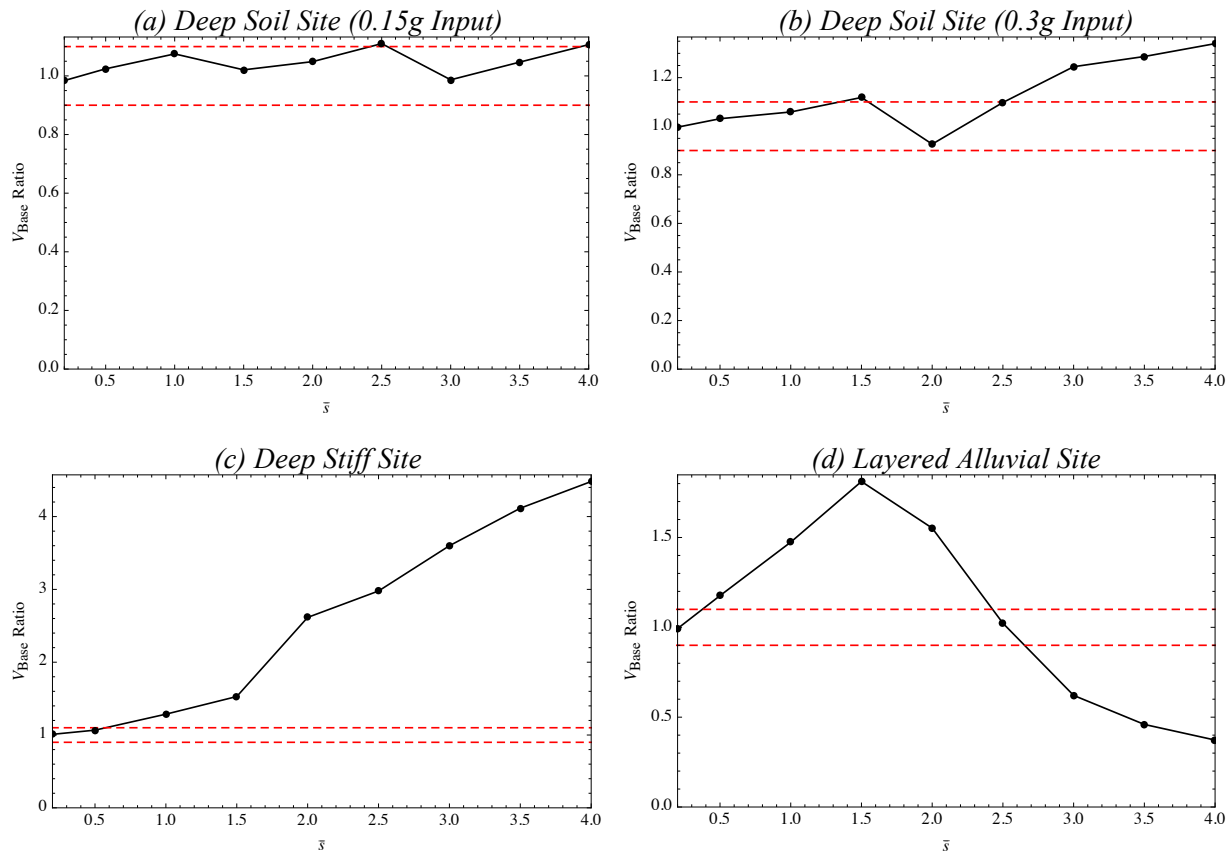 (a) Deep Soil Site (0.15g Input)
1.0
0.8
0.6
0.4
0.2
0.0
V_Base Ratio
0.5 1.0 1.5 2.0 2.5 3.0 3.5 4.0
s̄
(b) Deep Soil Site (0.3g Input)
1.2
1.0
0.8
0.6
0.4
0.2
0.0
V_Base Ratio
0.5 1.0 1.5 2.0 2.5 3.0 3.5 4.0
s̄
(c) Deep Stiff Site
4
3
2
1
0
V_Base Ratio
0.5 1.0 1.5 2.0 2.5 3.0 3.5 4.0
s̄
(d) Layered Alluvial Site
1.5
1.0
0.5
0.0
V_Base Ratio
0.5 1.0 1.5 2.0 2.5 3.0 3.5 4.0
s̄